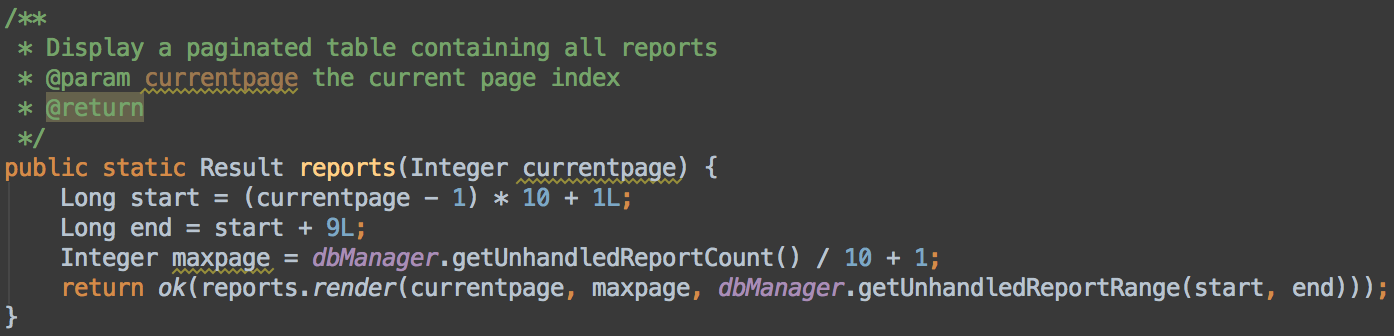 /**
 * Display a paginated table containing all reports
 * @param currentpage the current page index
 * @return
 */
public static Result reports(Integer currentpage) {
    Long start = (currentpage - 1) * 10 + 1L;
    Long end = start + 9L;
    Integer maxpage = dbManager.getUnhandledReportCount() / 10 + 1;
    return ok(reports.render(currentpage, maxpage, dbManager.getUnhandledReportRange(start, end)));
}